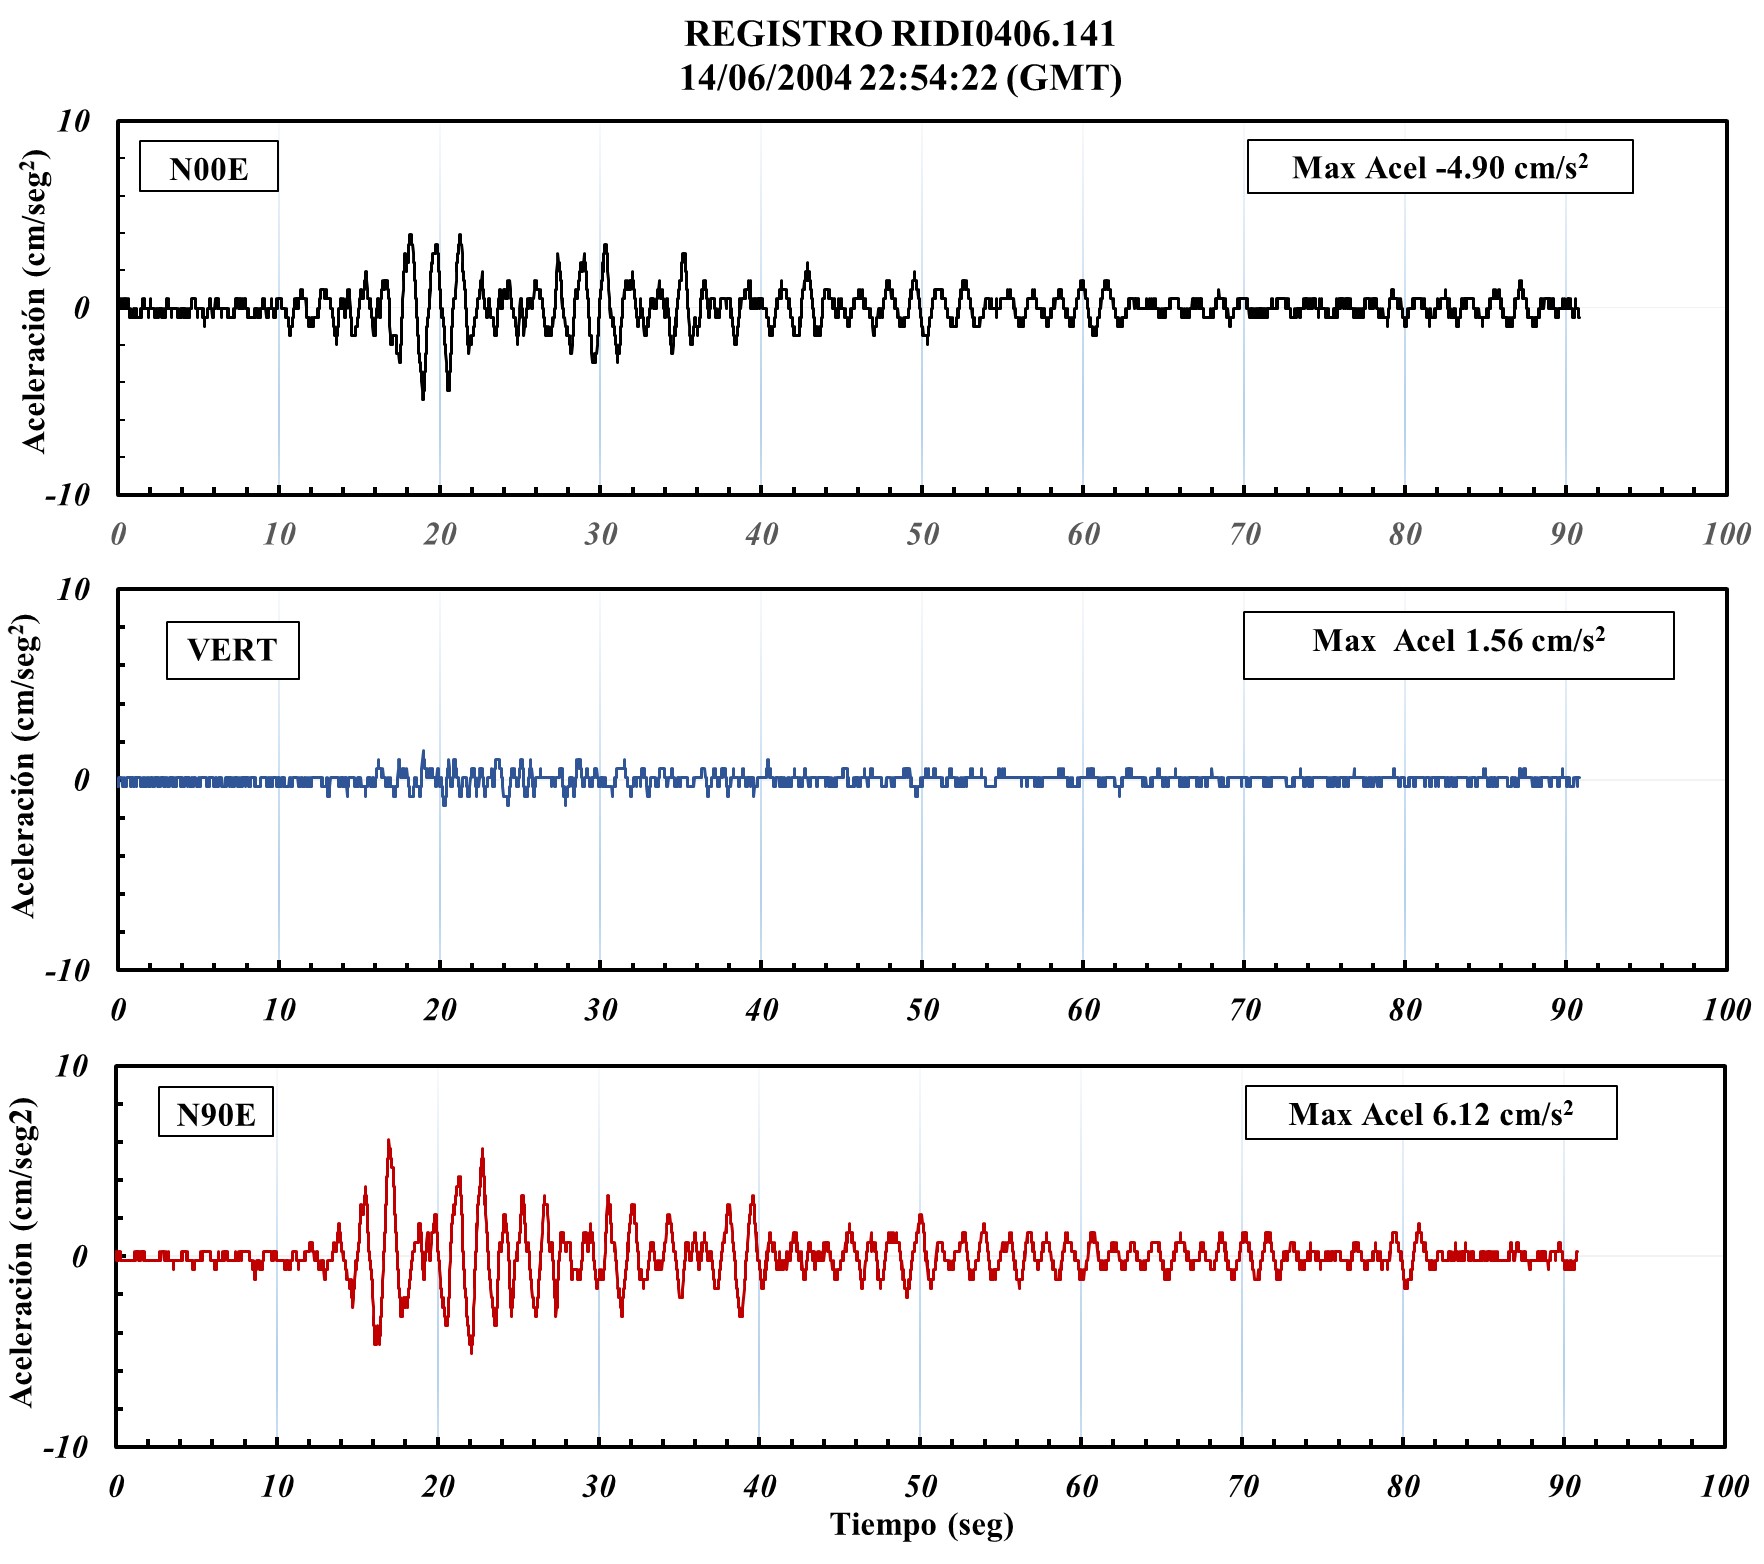 REGISTRO RIDI0406.141
14/06/2004 22:54:22 (GMT)
N00E
Max Acel -4.90 cm/s²
Aceleración (cm/seg²)
10
0
-10
0 10 20 30 40 50 60 70 80 90 100
VERT
Max  Acel 1.56 cm/s²
Aceleración (cm/seg²)
10
0
-10
0 10 20 30 40 50 60 70 80 90 100
N90E
Max Acel 6.12 cm/s²
Aceleración (cm/seg2)
10
0
-10
0 10 20 30 40 50 60 70 80 90 100
Tiempo (seg)